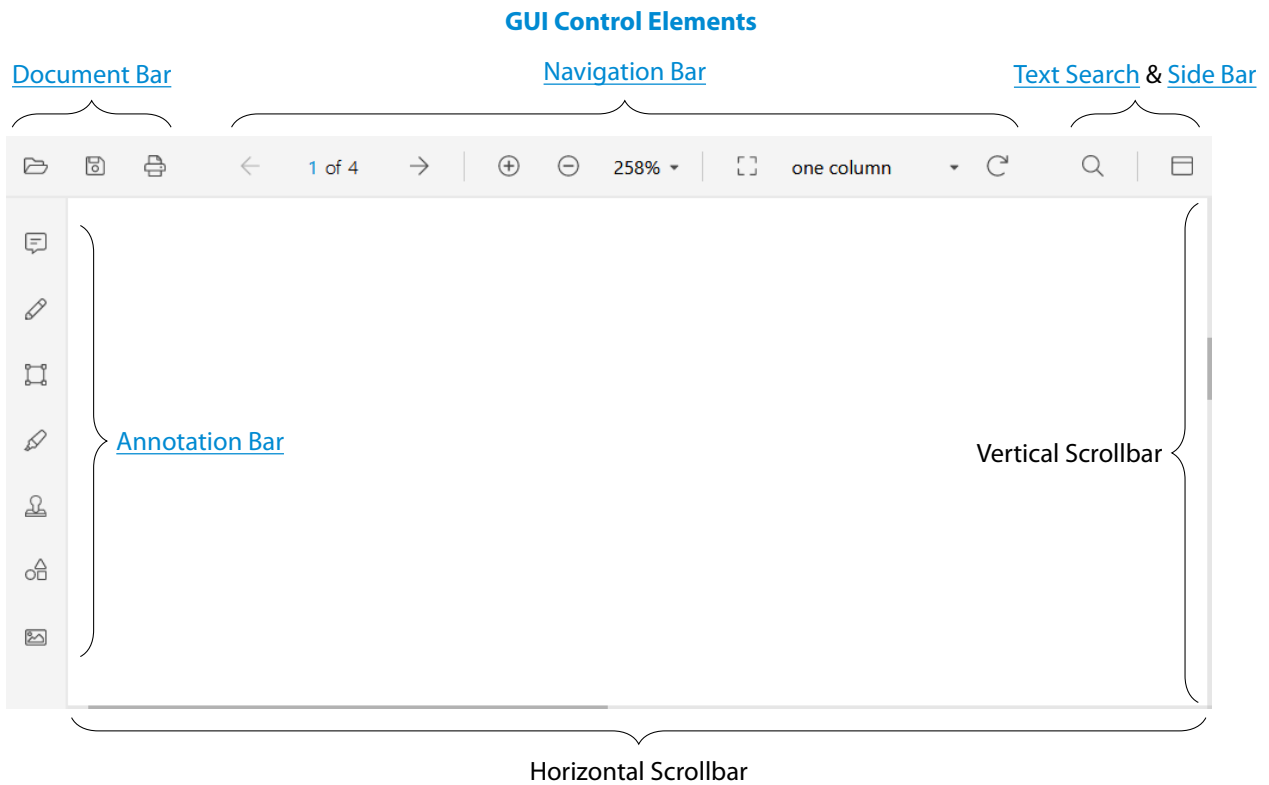 GUI Control Elements
Document Bar
Navigation Bar
Text Search & Side Bar
1 of 4
258%
one column
Annotation Bar
Vertical Scrollbar
Horizontal Scrollbar